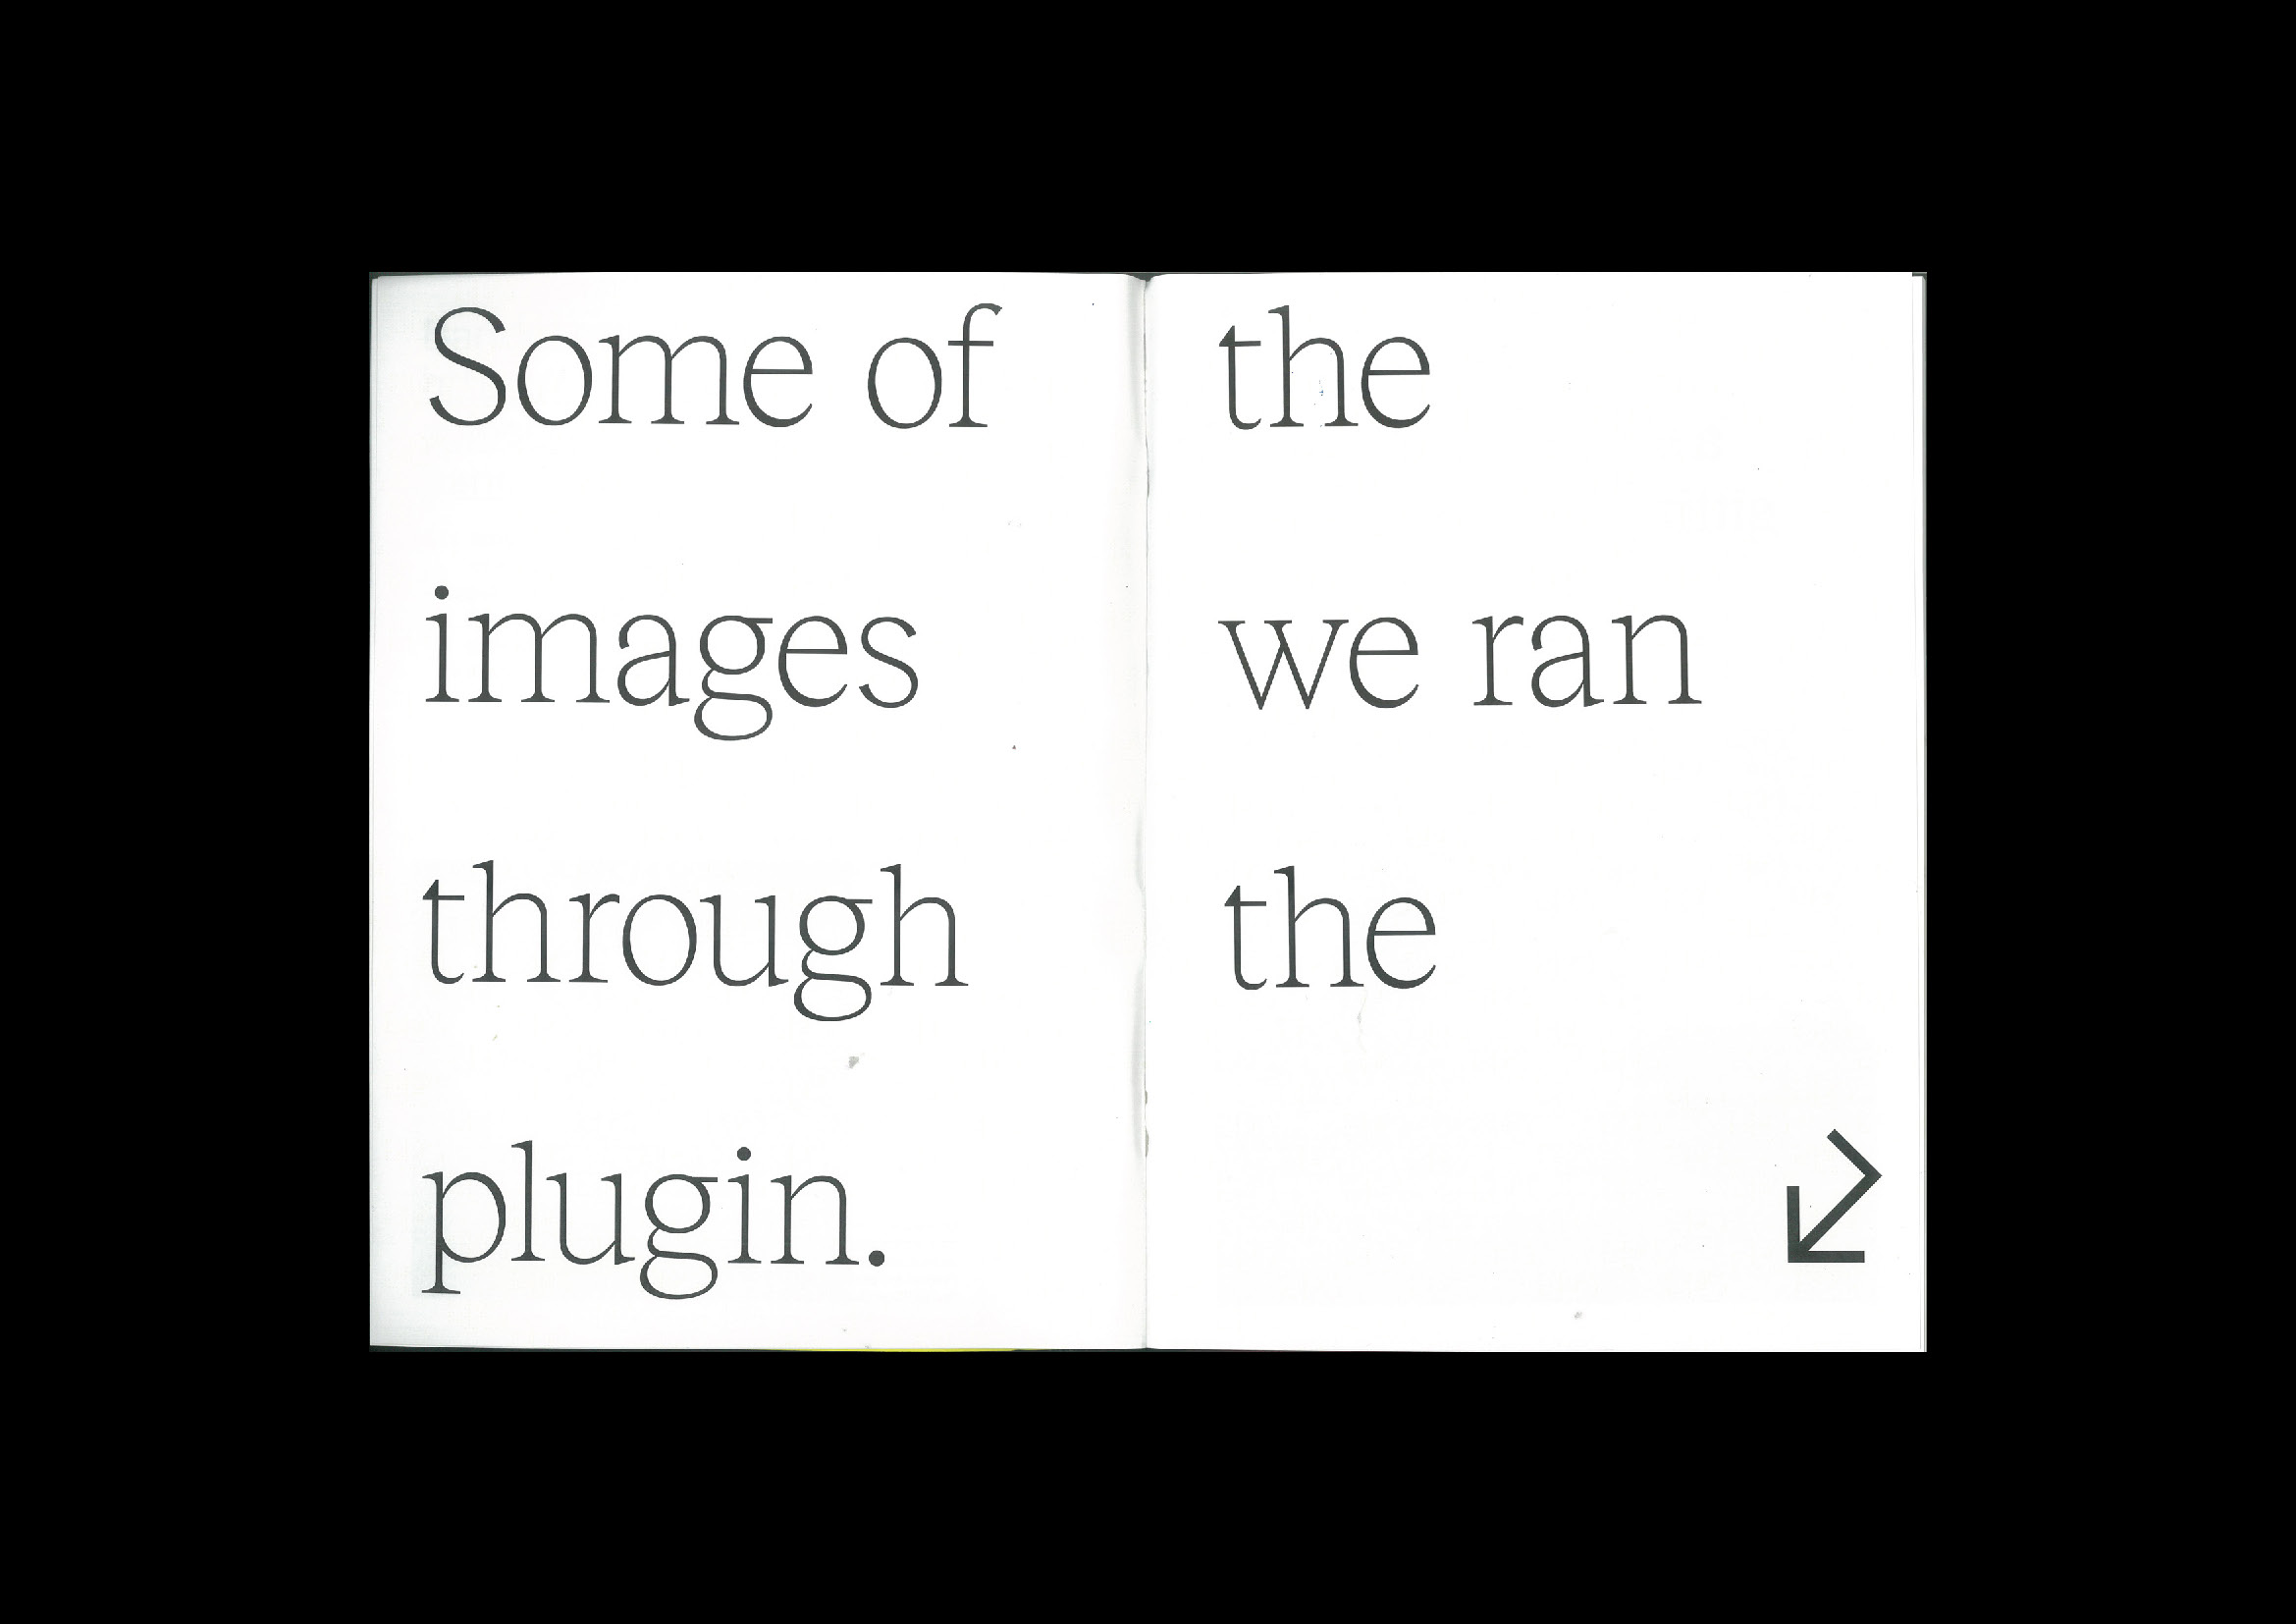 Some of the
images we ran
through the
plugin.